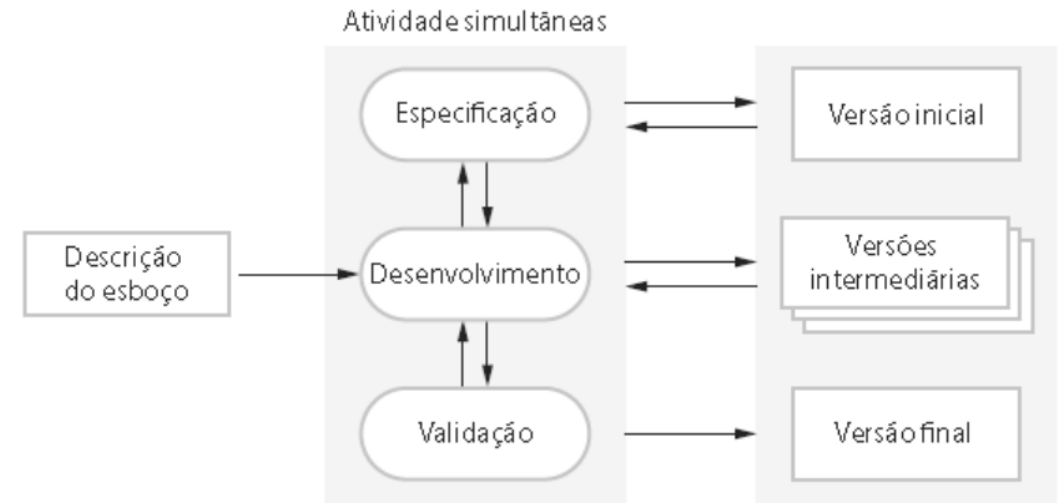 Atividade simultâneas
Especificação
Versão inicial
Descrição
do esboço
Desenvolvimento
Versões
intermediárias
Validação
Versão final